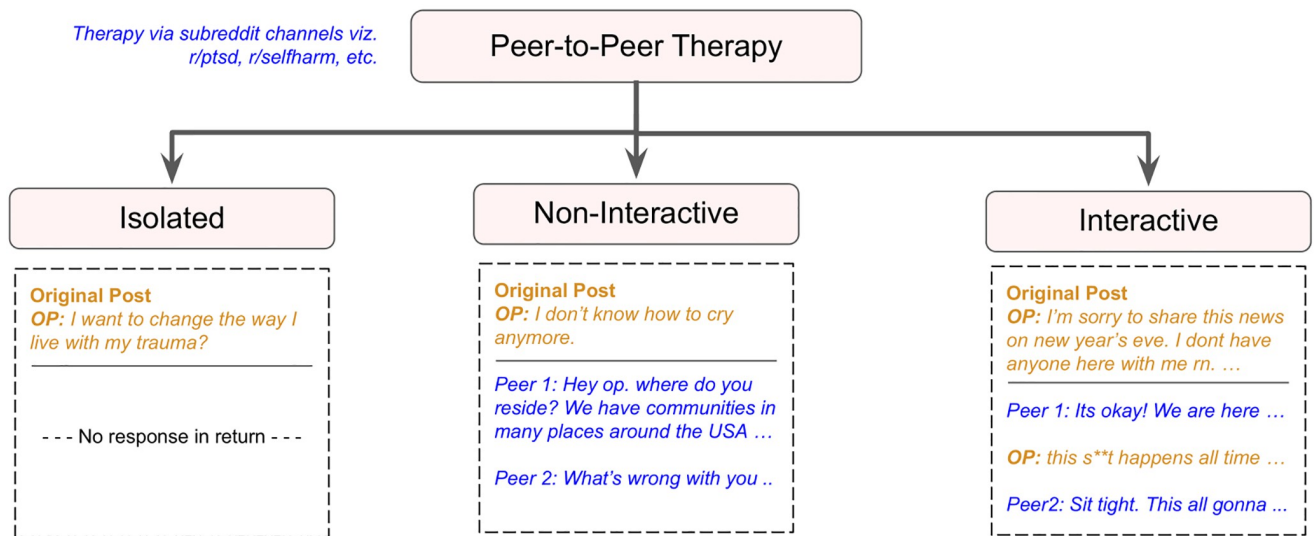 Therapy via subreddit channels viz.
r/ptsd, r/selfharm, etc.
Peer-to-Peer Therapy
Isolated
Original Post
OP: I want to change the way I
live with my trauma?
- - - No response in return - - -
Non-Interactive
Original Post
OP: I don't know how to cry
anymore.
Peer 1: Hey op. where do you
reside? We have communities in
many places around the USA …
Peer 2: What's wrong with you ..
Interactive
Original Post
OP: I'm sorry to share this news
on new year's eve. I dont have
anyone here with me rn. …
Peer 1: Its okay! We are here …
OP: this s**t happens all time …
Peer2: Sit tight. This all gonna ...